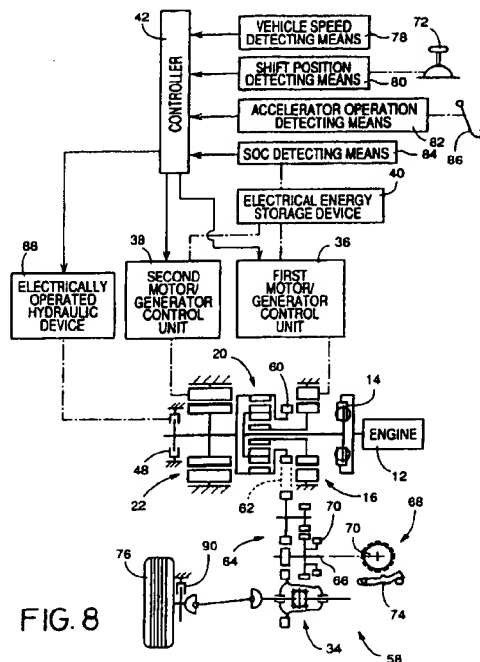 42
CONTROLLER
VEHICLE SPEED
DETECTING MEANS
78
72
SHIFT POSITION
DETECTING MEANS
80
ACCELERATOR OPERATION
DETECTING MEANS
82
86
SOC DETECTING MEANS
84
40
ELECTRICAL ENERGY
STORAGE DEVICE
88
ELECTRICALLY
OPERATED
HYDRAULIC
DEVICE
38
SECOND
MOTOR/
GENERATOR
CONTROL
UNIT
36
FIRST
MOTOR/
GENERATOR
CONTROL
UNIT
20
60
14
ENGINE
12
48
22
62
16
68
70
70
64
66
74
76
90
34
58
FIG. 8